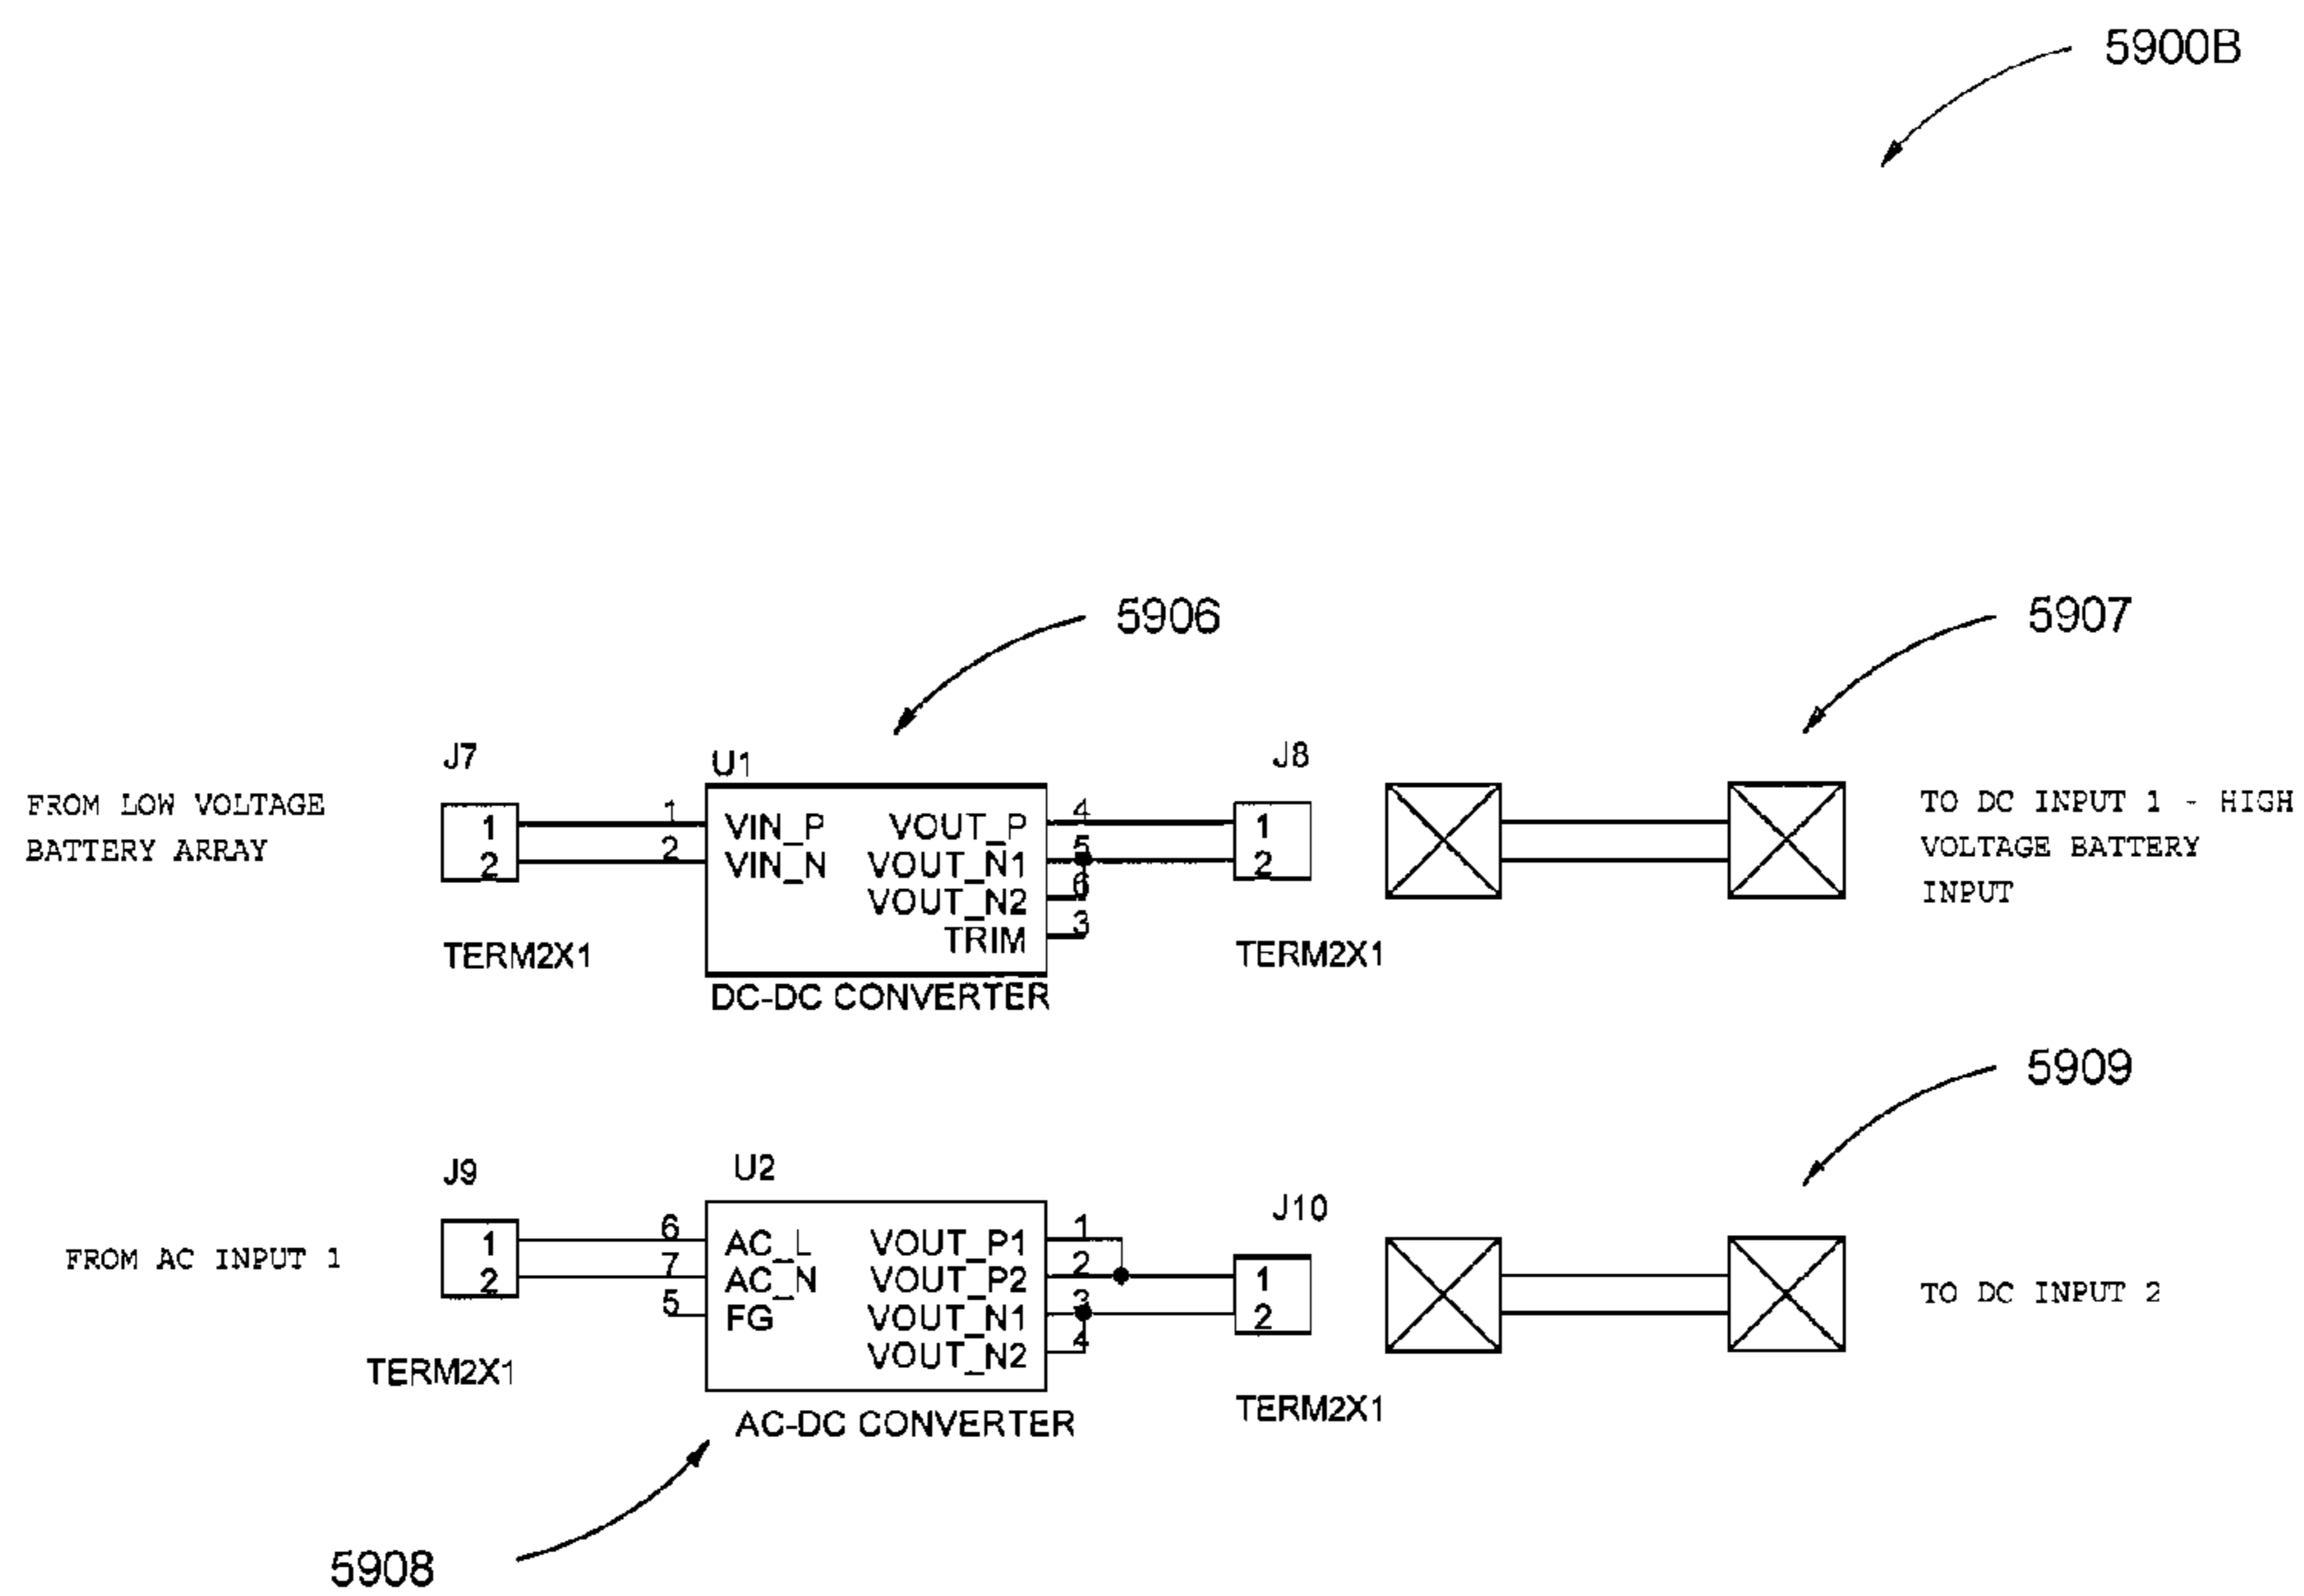 5900B
5906
5907
J7
U1
J8
FROM LOW VOLTAGE
BATTERY ARRAY
1
2
1
2
VIN_P
VIN_N
VOUT_P
VOUT_N1
VOUT_N2
TRIM
4
5
6
3
1
2
TO DC INPUT 1 - HIGH
VOLTAGE BATTERY
INPUT
TERM2X1
DC-DC CONVERTER
TERM2X1
5909
J9
U2
J10
FROM AC INPUT 1
1
2
6
7
5
AC_L
AC_N
FG
VOUT_P1
VOUT_P2
VOUT_N1
VOUT_N2
1
2
3
4
1
2
TO DC INPUT 2
TERM2X1
AC-DC CONVERTER
TERM2X1
5908